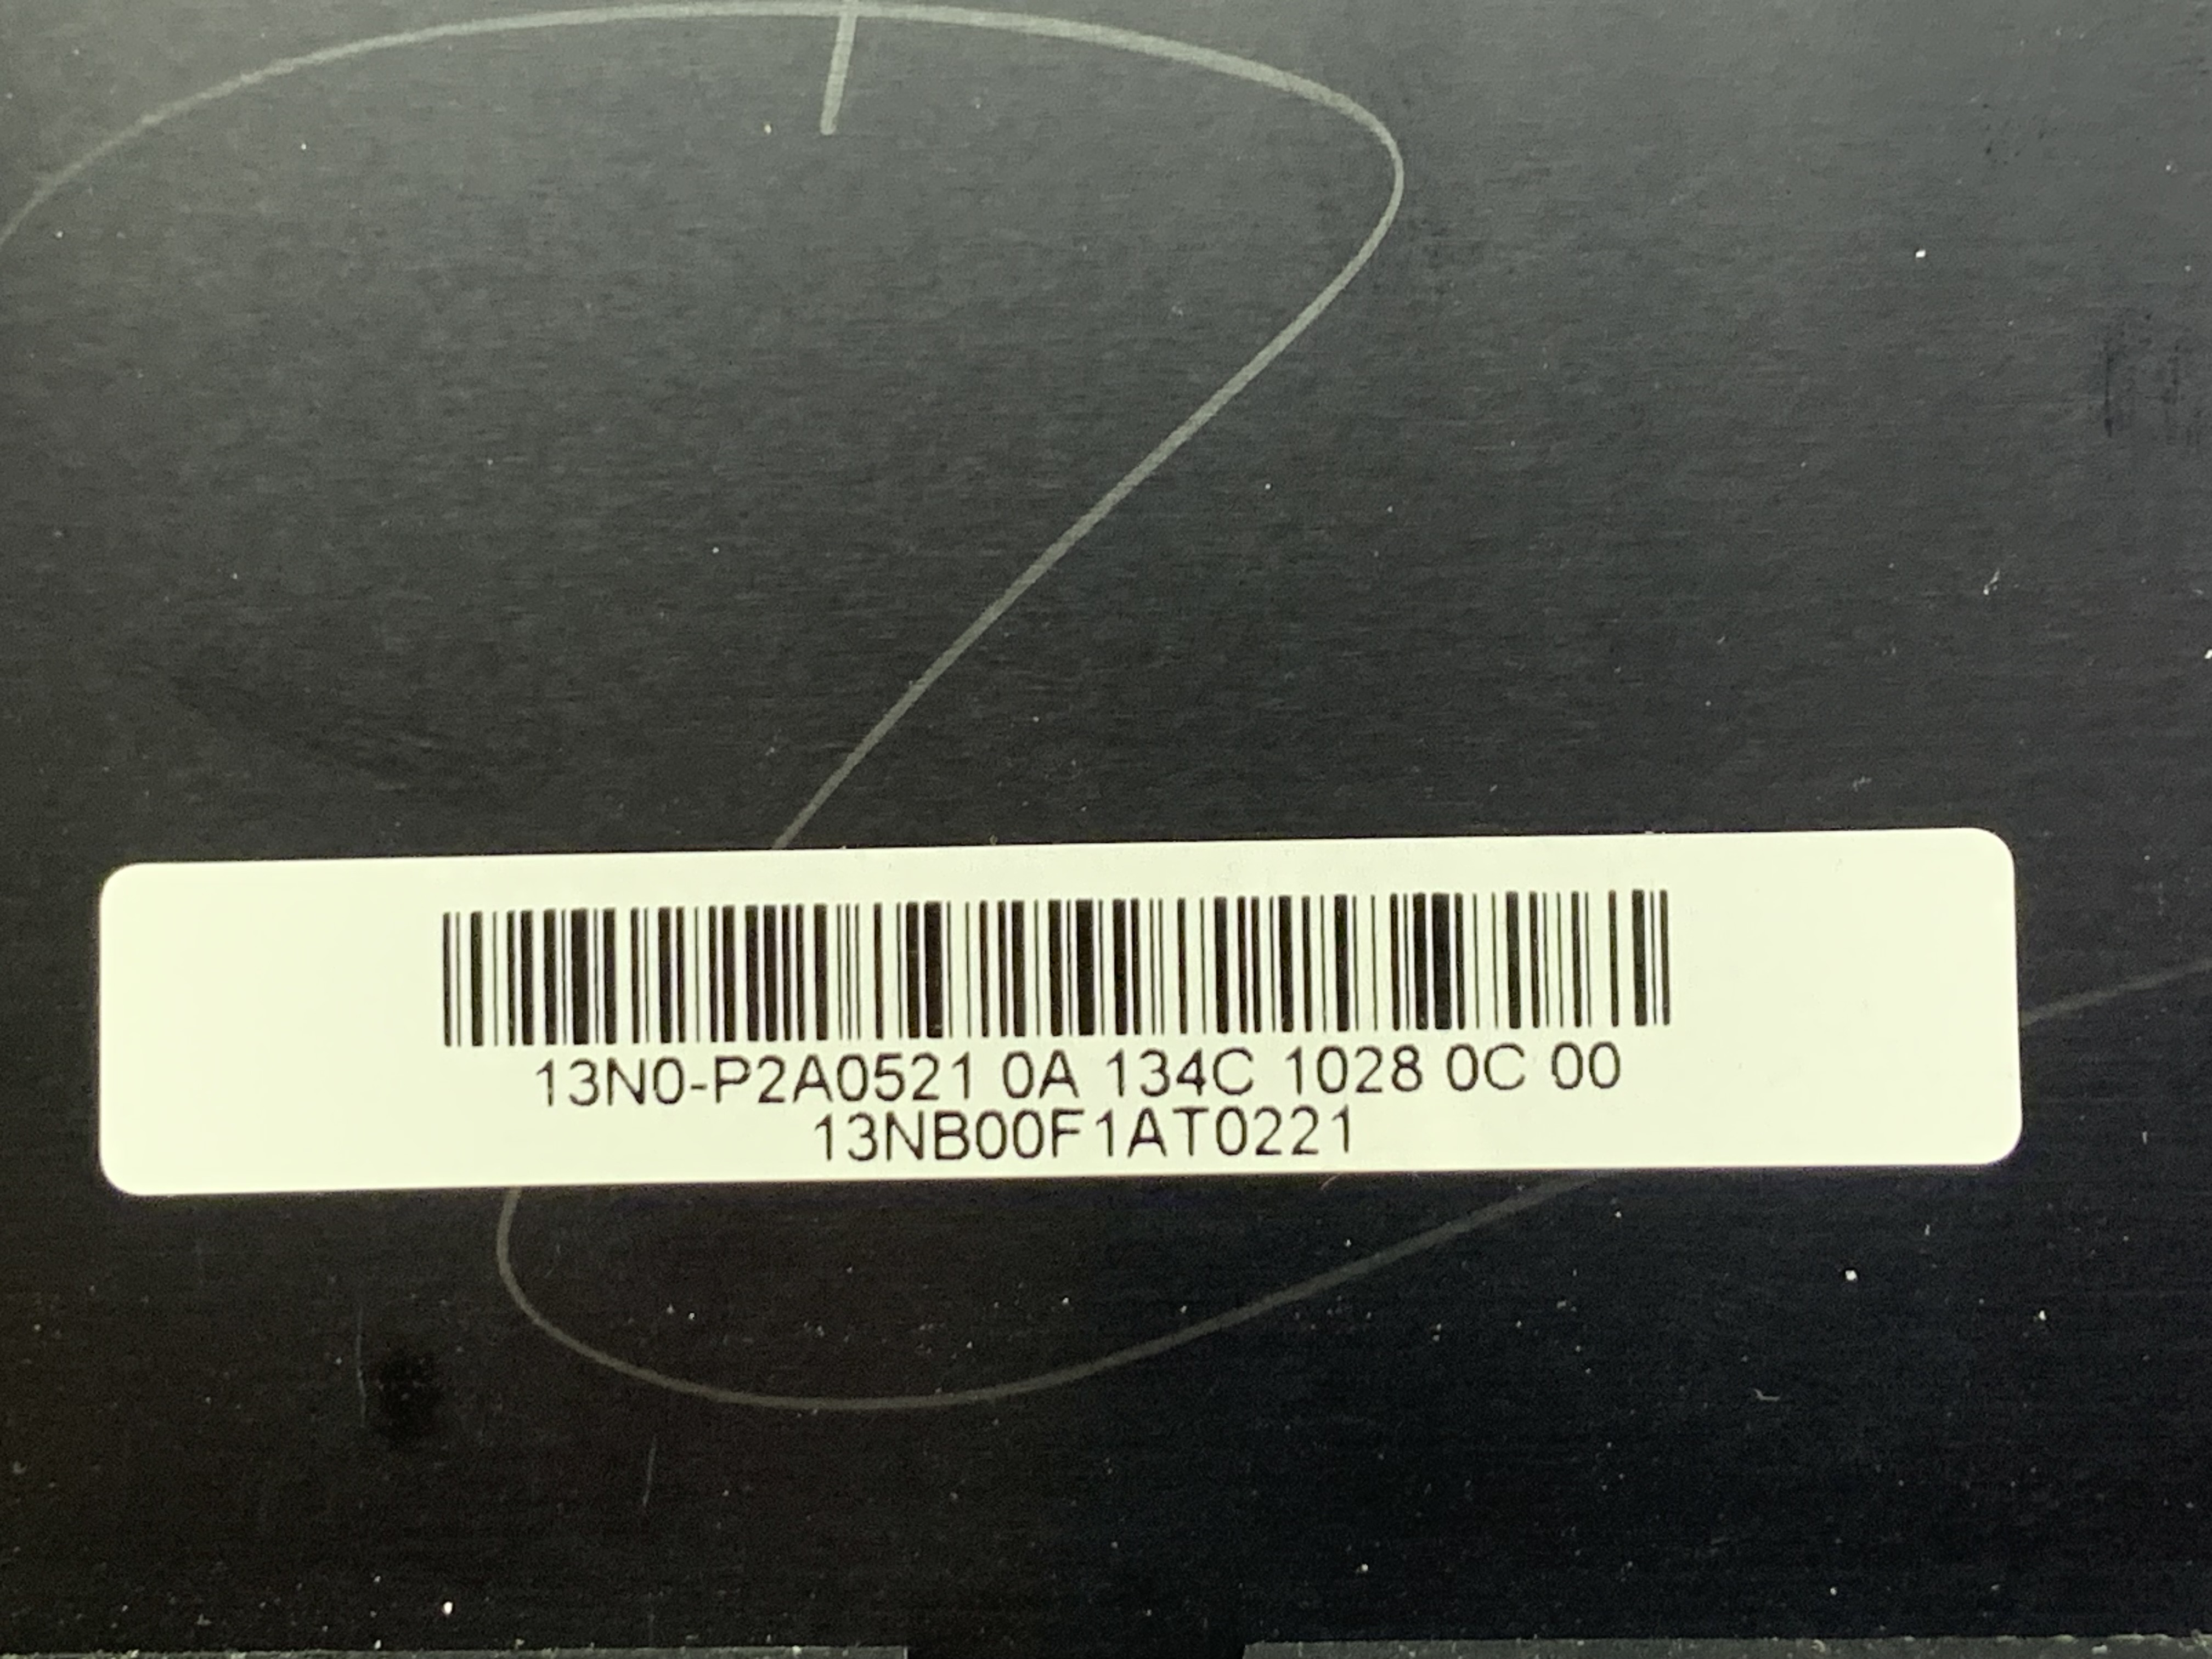 13N0-P2A0521 0A 134C 1028 0C 00
13NB00F1AT0221